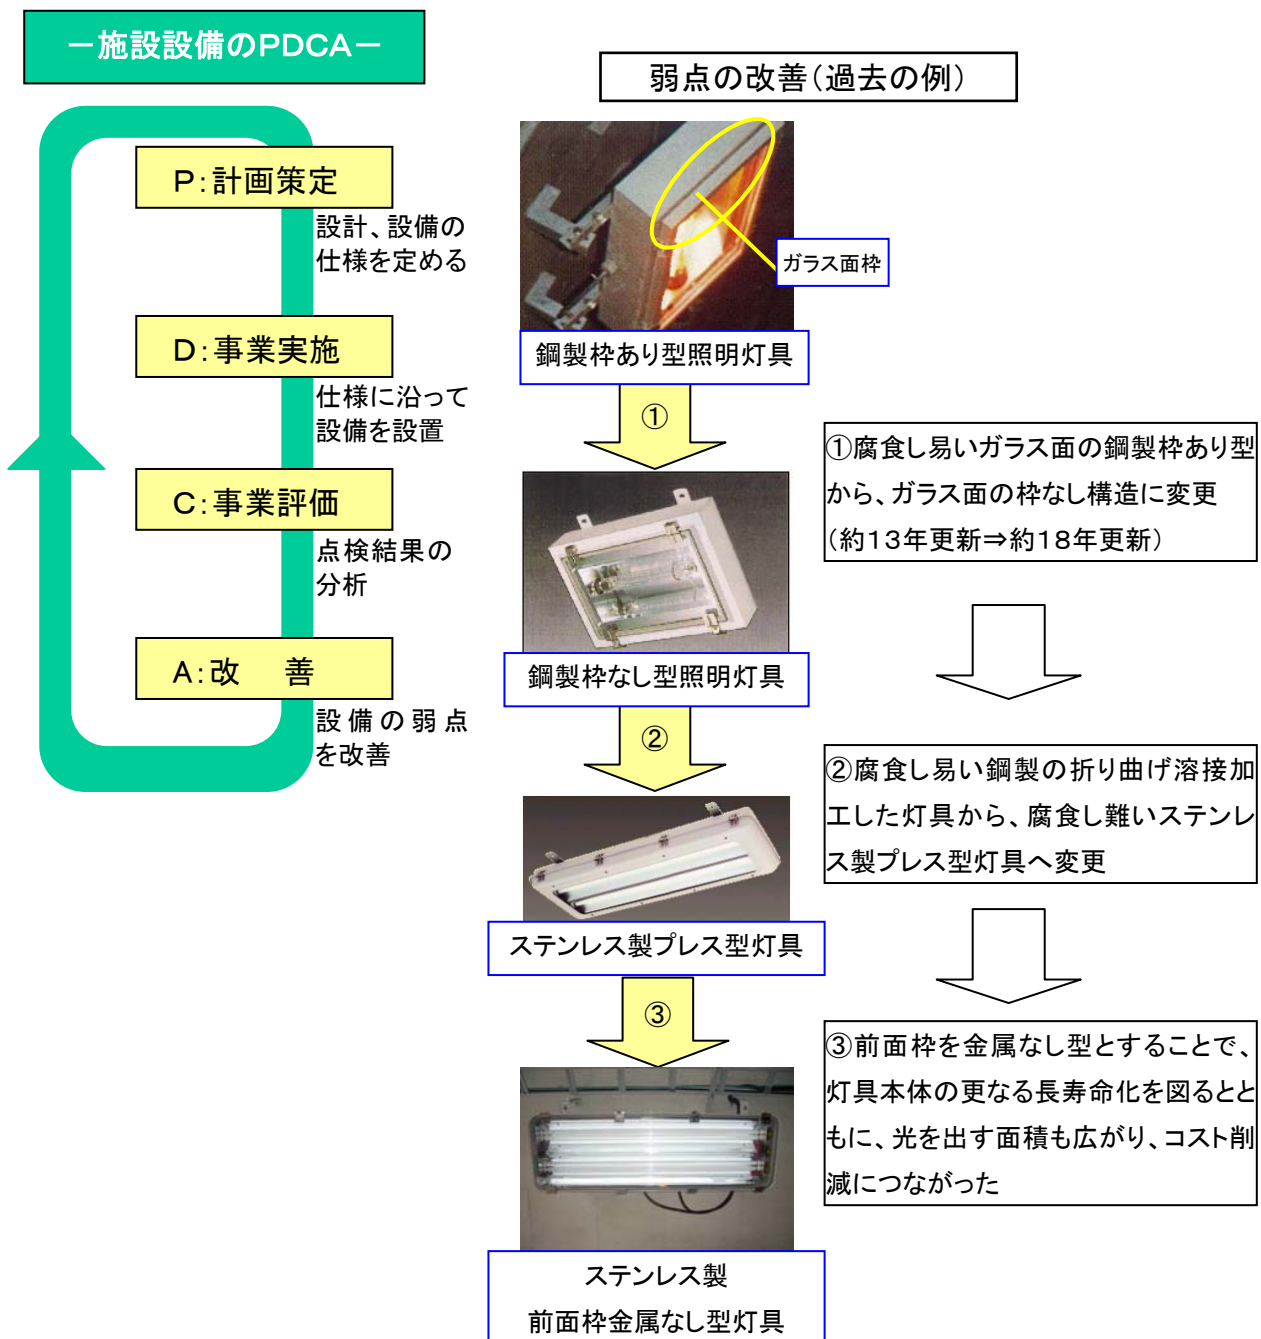 －施設設備のPDCA－
P：計画策定
設計、設備の
仕様を定める
D：事業実施
仕様に沿って
設備を設置
C：事業評価
点検結果の
分析
A：改　善
設備の弱点
を改善
弱点の改善（過去の例）
ガラス面枠
鋼製枠あり型照明灯具
①
鋼製枠なし型照明灯具
②
ステンレス製プレス型灯具
③
ステンレス製
前面枠金属なし型灯具
①腐食し易いガラス面の鋼製枠あり型
から、ガラス面の枠なし構造に変更
（約13年更新⇒約18年更新）
②腐食し易い鋼製の折り曲げ溶接加
工した灯具から、腐食し難いステンレ
ス製プレス型灯具へ変更
③前面枠を金属なし型とすることで、
灯具本体の更なる長寿命化を図るとと
もに、光を出す面積も広がり、コスト削
減につながった